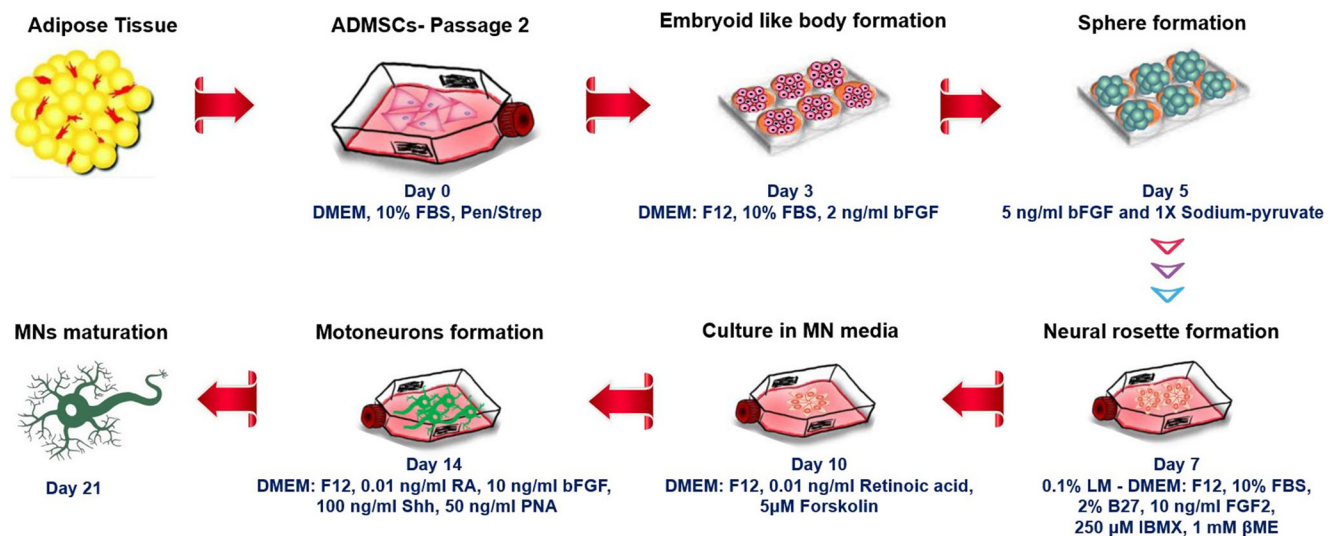 Adipose Tissue
ADMSCs- Passage 2
Embryoid like body formation
Sphere formation
Day 0
DMEM, 10% FBS, Pen/Strep
Day 3
DMEM: F12, 10% FBS, 2 ng/ml bFGF
Day 5
5 ng/ml bFGF and 1X Sodium-pyruvate
Neural rosette formation
Day 7
0.1% LM - DMEM: F12, 10% FBS,
2% B27, 10 ng/ml FGF2,
250 µM IBMX, 1 mM βME
Culture in MN media
Day 10
DMEM: F12, 0.01 ng/ml Retinoic acid,
5µM Forskolin
Motoneurons formation
Day 14
DMEM: F12, 0.01 ng/ml RA, 10 ng/ml bFGF,
100 ng/ml Shh, 50 ng/ml PNA
MNs maturation
Day 21